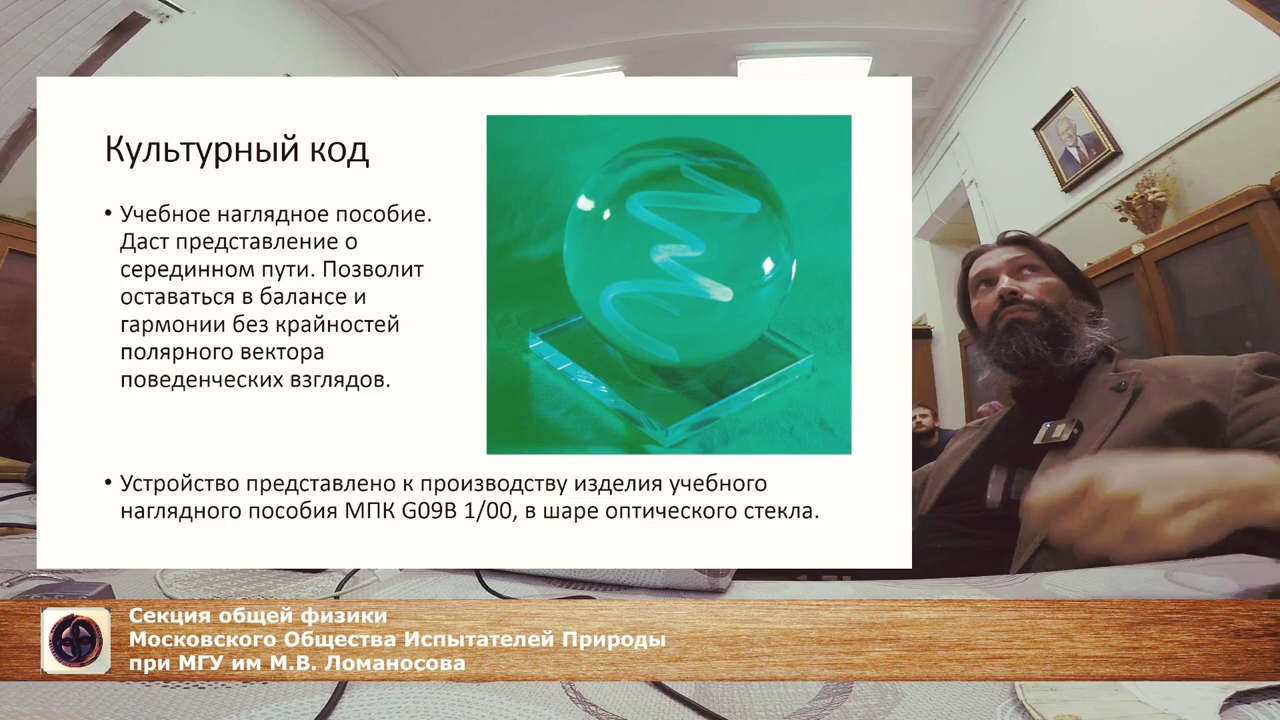 Культурный код
• Учебное наглядное пособие.
Даст представление о
серединном пути. Позволит
оставаться в балансе и
гармонии без крайностей
полярного вектора
поведенческих взглядов.
• Устройство представлено к производству изделия учебного
наглядного пособия МПК G09B 1/00, в шаре оптического стекла.
Секция общей физики
Московского Общества Испытателей Природы
при МГУ им М.В. Ломаносова